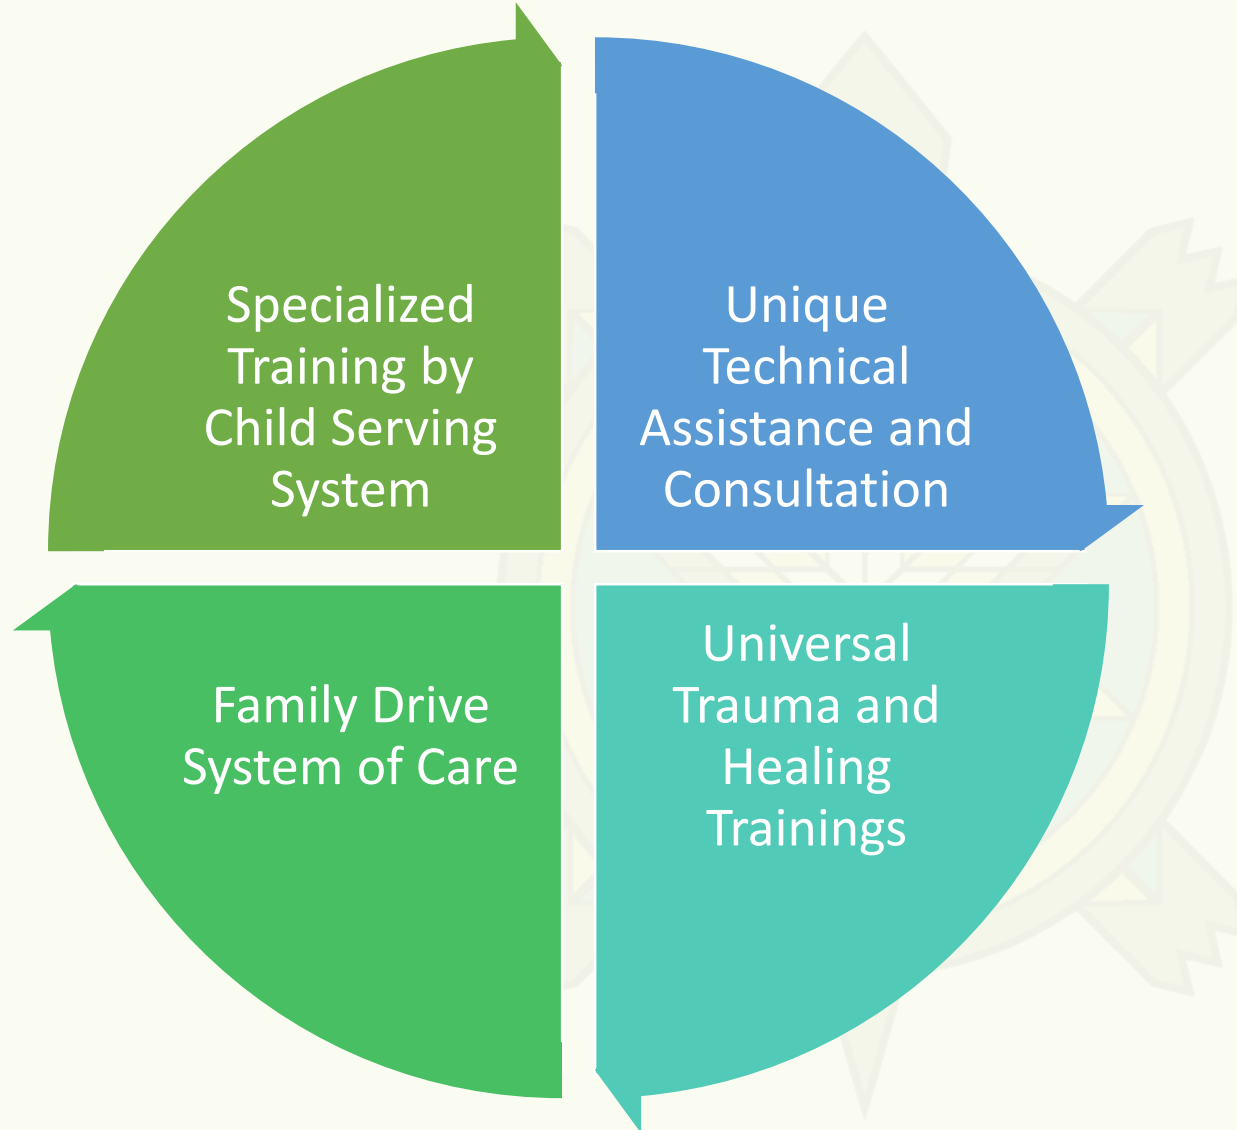 Specialized
Training by
Child Serving
System
Unique
Technical
Assistance and
Consultation
Family Drive
System of Care
Universal
Trauma and
Healing
Trainings